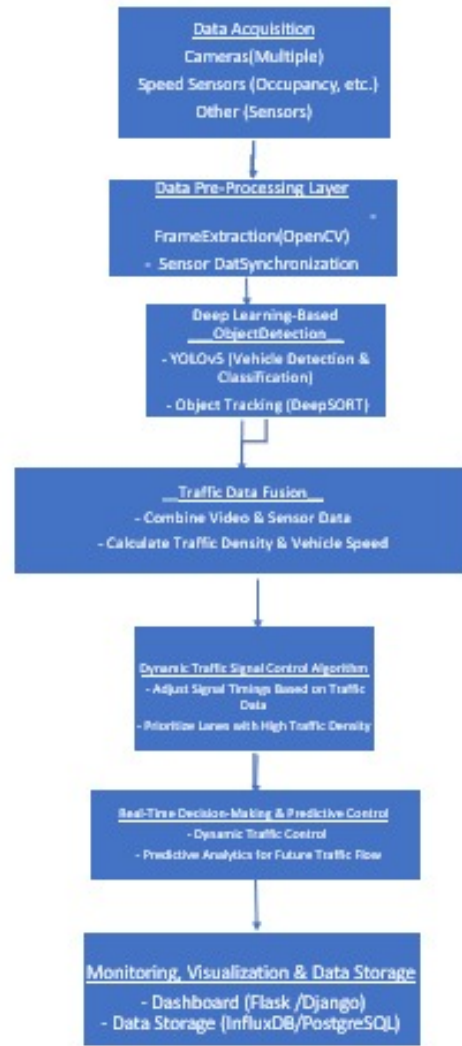 Data Acquisition
Cameras(Multiple)
Speed Sensors (Occupancy, etc.)
Other (Sensors)
Data Pre-Processing Layer
-
FrameExtraction(OpenCV)
- Sensor DatSynchronization
Deep Learning-Based
__ObjectDetection__
- YOLOv5 (Vehicle Detection &
Classification)
- Object Tracking (DeepSORT)
__Traffic Data Fusion__
- Combine Video & Sensor Data
- Calculate Traffic Density & Vehicle Speed
Dynamic Traffic Signal Control Algorithm
- Adjust Signal Timings Based on Traffic
Data
- Prioritize Lanes with High Traffic Density
Real-Time Decision-Making & Predictive Control
- Dynamic Traffic Control
- Predictive Analytics for Future Traffic Flow
Monitoring, Visualization & Data Storage
- Dashboard (Flask /Django)
- Data Storage (InfluxDB/PostgreSQL)